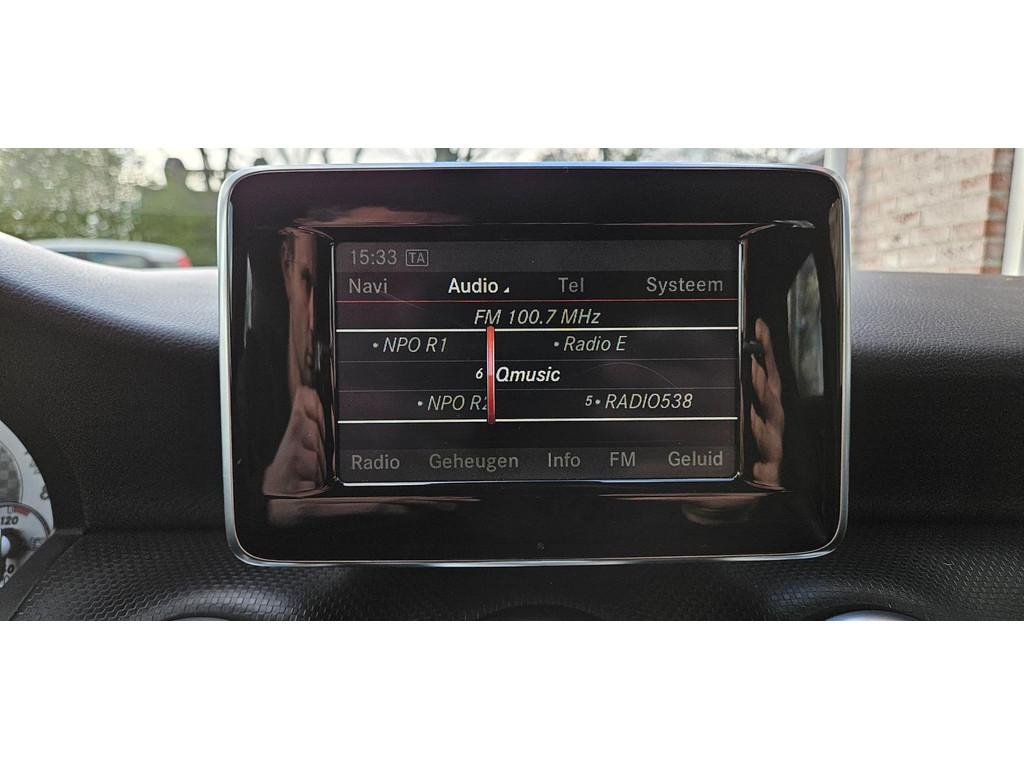 15:33 TA
Navi Audio Tel Systeem
FM 100.7 MHz
• NPO R1 • Radio E
6 Qmusic
• NPO R2 5• RADIO538
Radio Geheugen Info FM Geluid
120